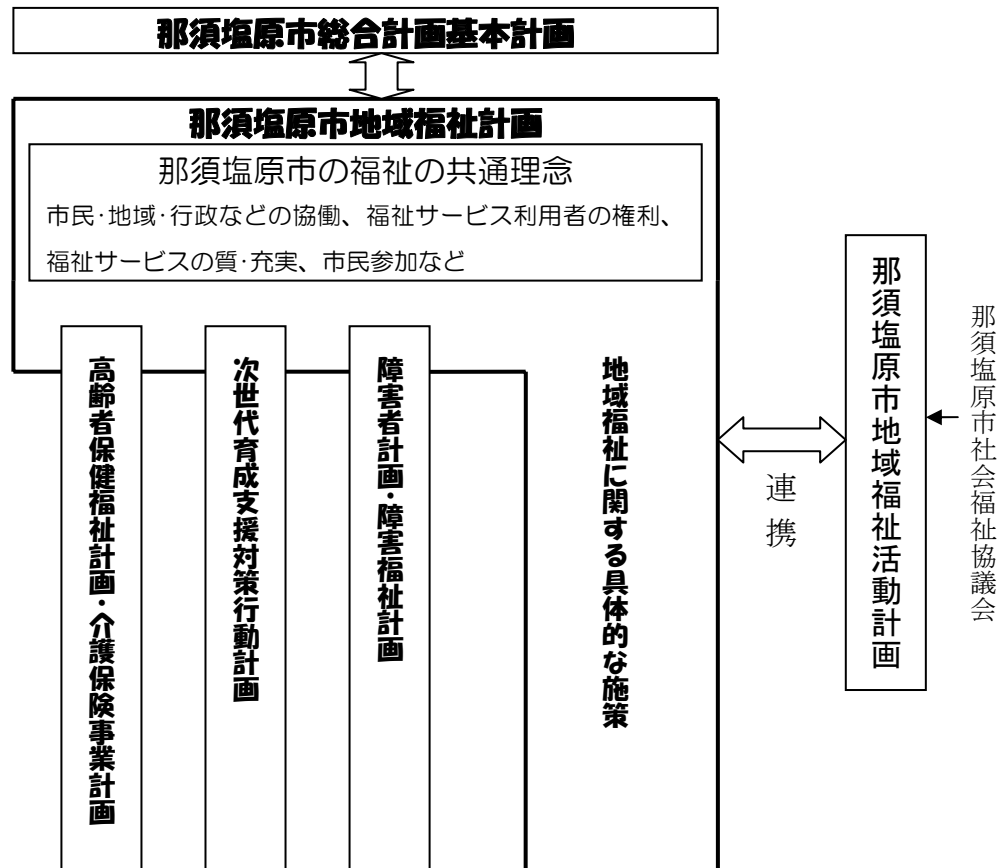 那須塩原市総合計画基本計画
那須塩原市地域福祉計画
那須塩原市の福祉の共通理念
市民・地域・行政などの協働、福祉サービス利用者の権利、
福祉サービスの質・充実、市民参加など
高齢者保健福祉計画・介護保険事業計画
次世代育成支援対策行動計画
障害者計画・障害福祉計画
地域福祉に関する具体的な施策
連携
那須塩原市地域福祉活動計画
那須塩原市社会福祉協議会